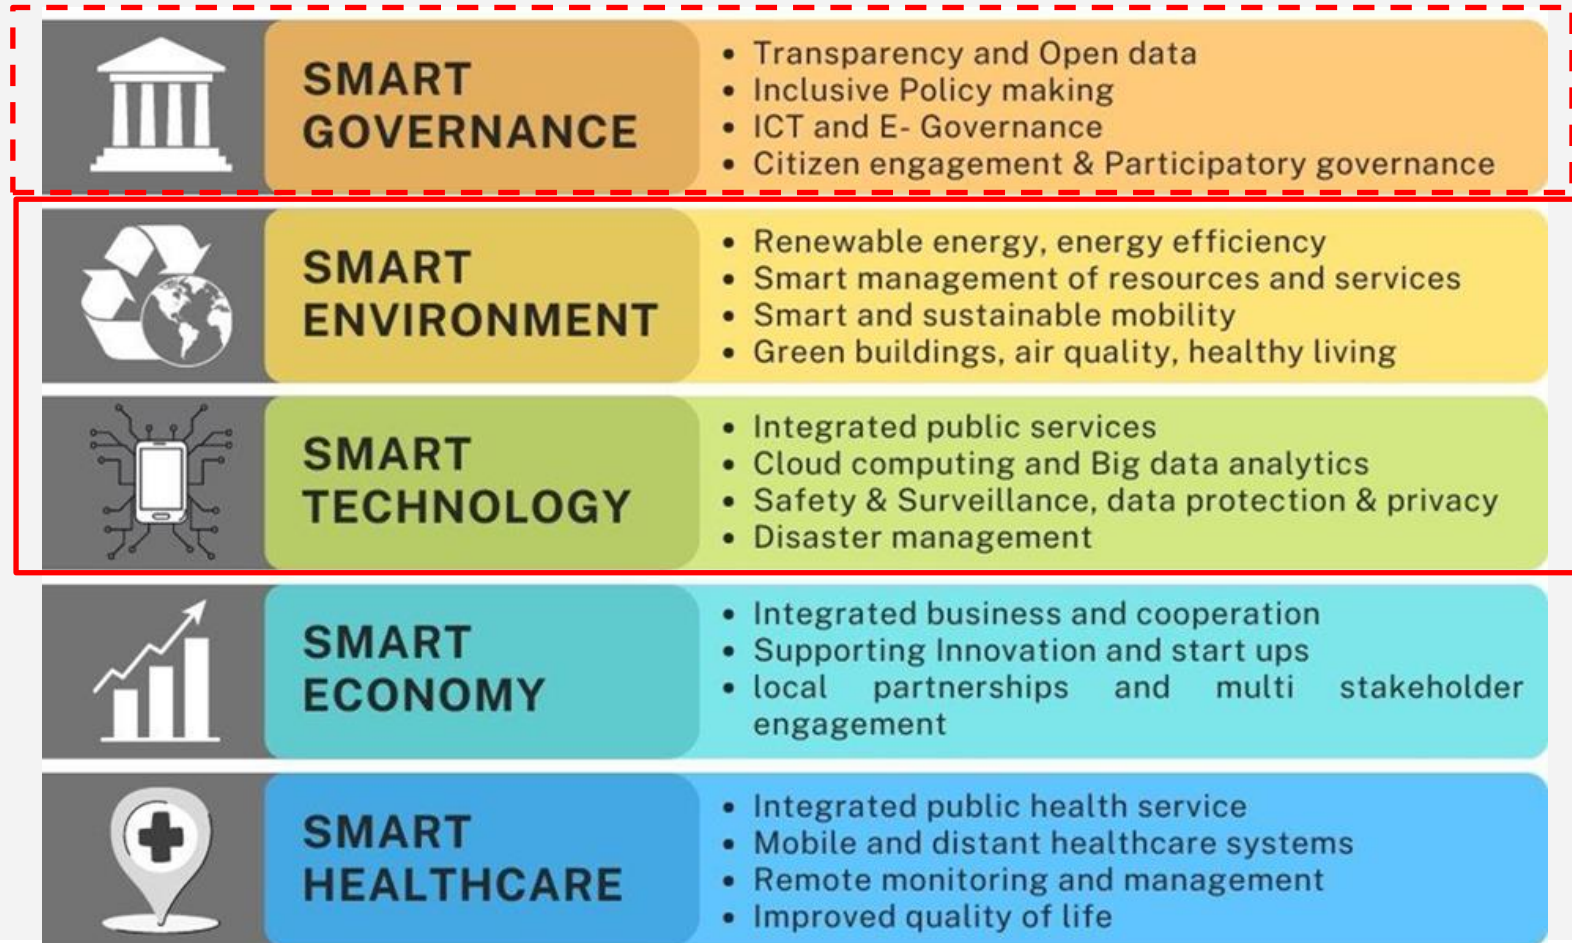 SMART
GOVERNANCE
• Transparency and Open data
• Inclusive Policy making
• ICT and E- Governance
• Citizen engagement & Participatory governance
SMART
ENVIRONMENT
• Renewable energy, energy efficiency
• Smart management of resources and services
• Smart and sustainable mobility
• Green buildings, air quality, healthy living
SMART
TECHNOLOGY
• Integrated public services
• Cloud computing and Big data analytics
• Safety & Surveillance, data protection & privacy
• Disaster management
SMART
ECONOMY
• Integrated business and cooperation
• Supporting Innovation and start ups
• local partnerships and multi stakeholder
engagement
SMART
HEALTHCARE
• Integrated public health service
• Mobile and distant healthcare systems
• Remote monitoring and management
• Improved quality of life